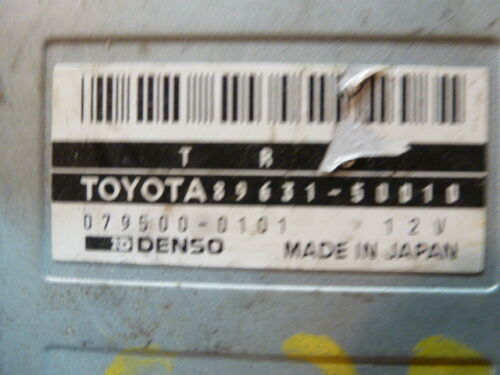 T R
TOYOTA 89631-50010
079500-0101 12V
DENSO MADE IN JAPAN